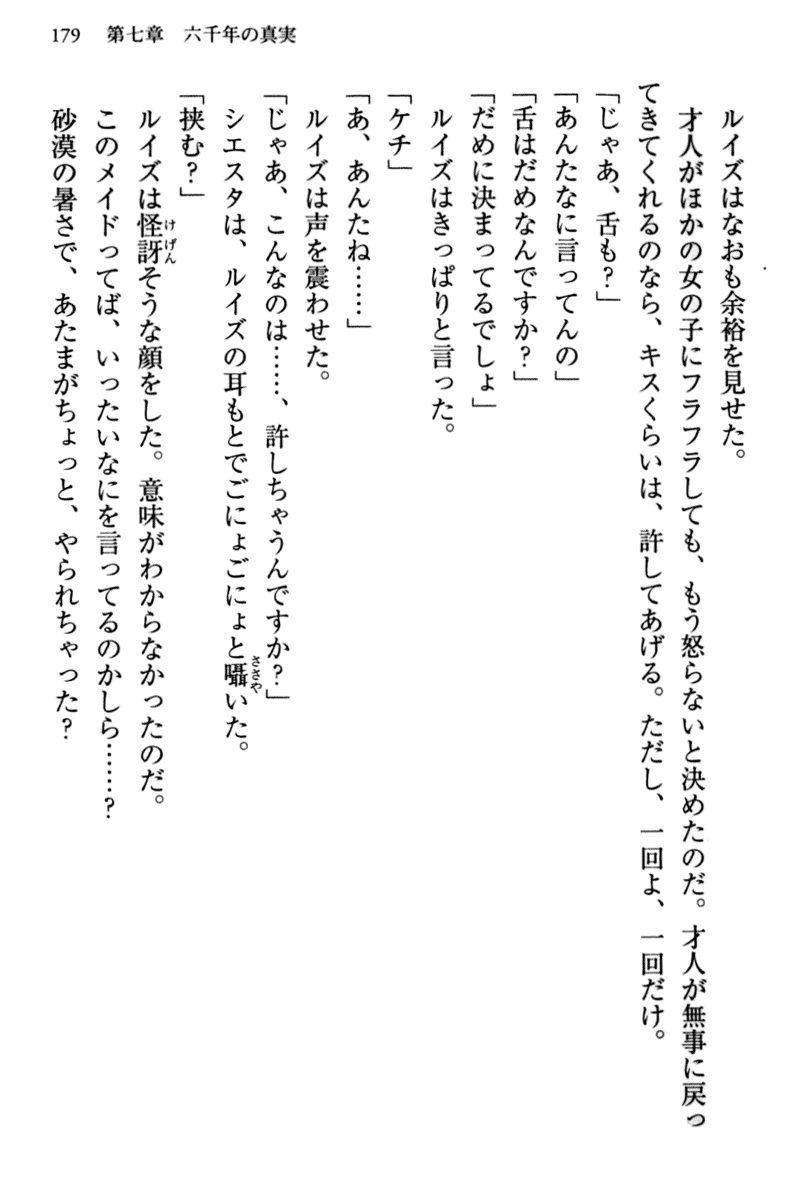 179　第七章　六千年の真実
ルイズはなおも余裕を見せた。
才人がほかの女の子にフラフラしても、もう怒らないと決めたのだ。才人が無事に戻っ
てきてくれるのなら、キスくらいは、許してあげる。ただし、一回よ、一回だけ。
「じゃあ、舌も？」
「あんたなに言ってんの」
「舌はだめなんですか？」
「だめに決まってるでしょ」
ルイズはきっぱりと言った。
「ケチ」
「あ、あんたね……」
ルイズは声を震わせた。
「じゃあ、こんなのは……、許しちゃうんですか？」
シエスタは、ルイズの耳もとでごにょごにょと囁いた。
「挟む？」
ルイズは怪訝そうな顔をした。意味がわからなかったのだ。
このメイドってば、いったいなにを言ってるのかしら……？
砂漠の暑さで、あたまがちょっと、やられちゃった？